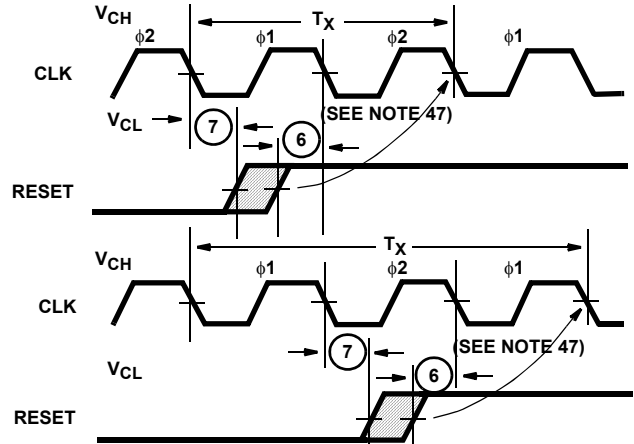 VCH TX
ϕ2 ϕ1 ϕ2 ϕ1
CLK
(SEE NOTE 47)
VCL 7 6
RESET
TX
VCH ϕ1 ϕ2 ϕ1
CLK
(SEE NOTE 47)
VCL 7 6
RESET